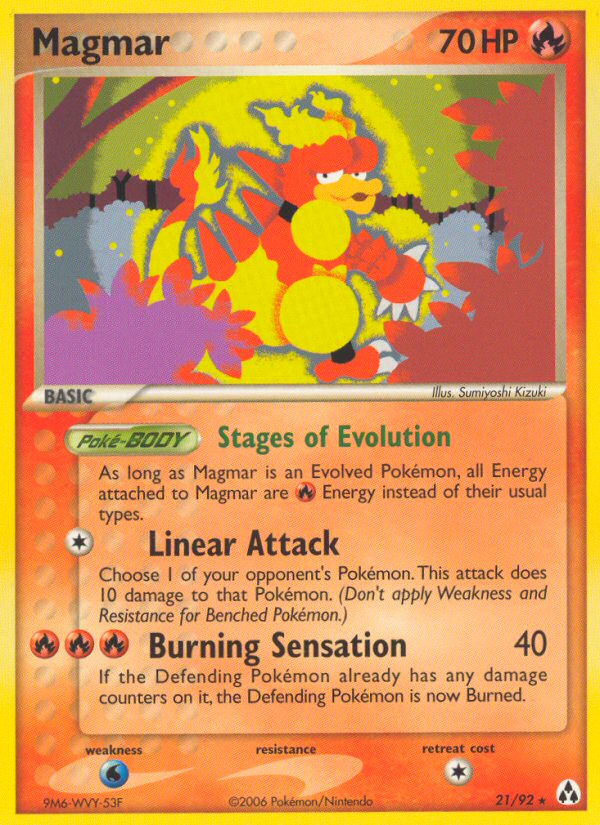 Magmar
70 HP
BASIC
Illus. Sumiyoshi Kizuki
Poké-BODY Stages of Evolution
As long as Magmar is an Evolved Pokémon, all Energy
attached to Magmar are Energy instead of their usual
types.
Linear Attack
Choose 1 of your opponent's Pokémon. This attack does
10 damage to that Pokémon. (Don't apply Weakness and
Resistance for Benched Pokémon.)
Burning Sensation 40
If the Defending Pokémon already has any damage
counters on it, the Defending Pokémon is now Burned.
weakness resistance retreat cost
9M6-WVY-53F ©2006 Pokémon/Nintendo 21/92 ★